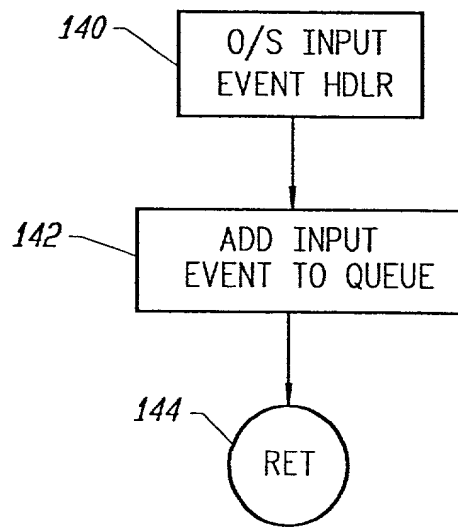 140
O/S INPUT
EVENT HDLR
142
ADD INPUT
EVENT TO QUEUE
144
RET